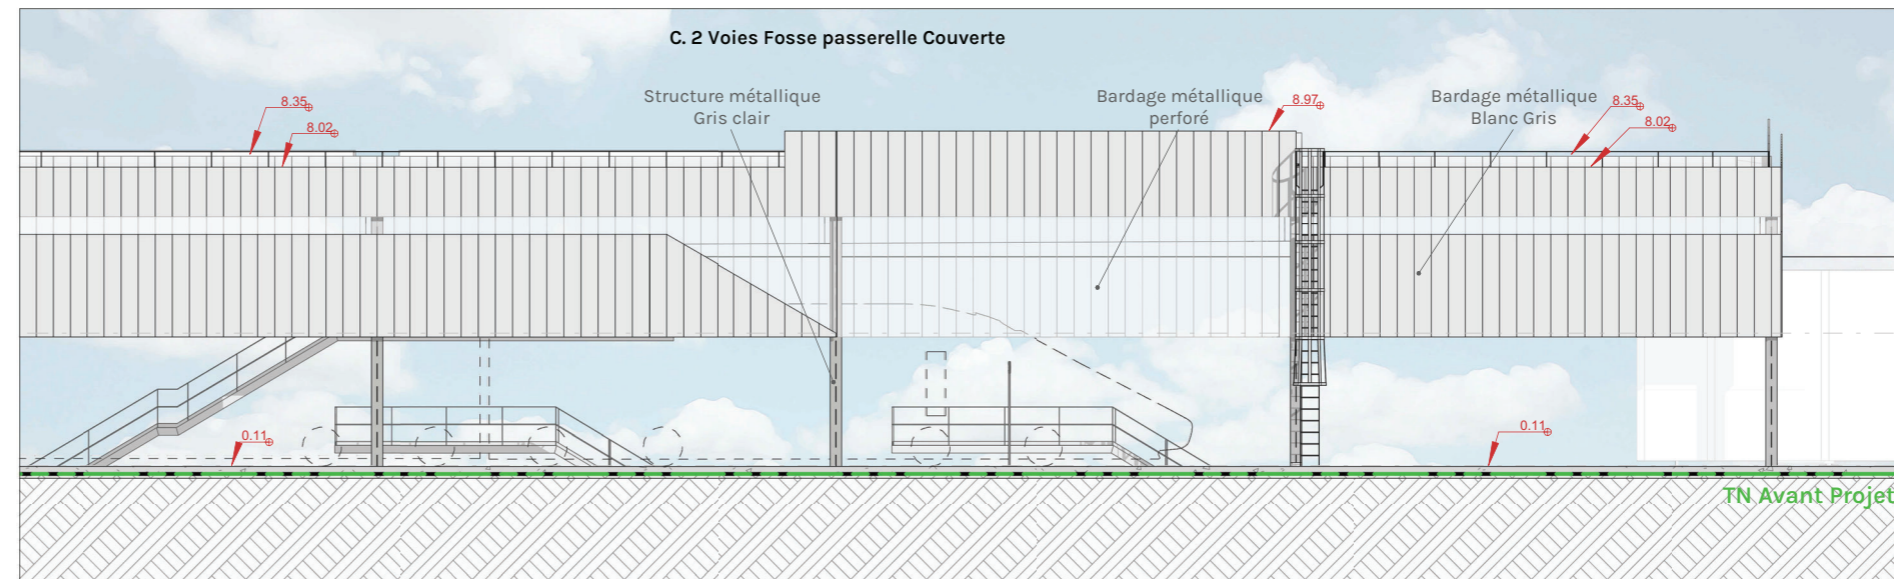 C. 2 Voies Fosse passerelle Couverte
Structure métallique
Gris clair
Bardage métallique
perforé
Bardage métallique
Blanc Gris
8.35
8.02
8.97
8.35
8.02
0.11
0.11
TN Avant Projet